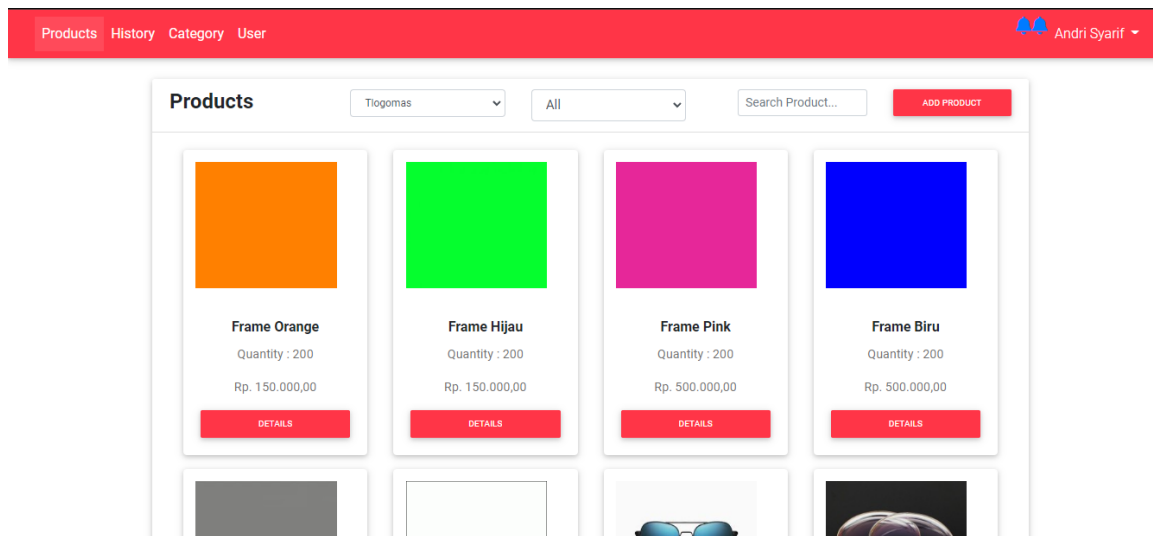 Products History Category User Andri Syarif
Products Tlogomas All Search Product... ADD PRODUCT
Frame Orange Frame Hijau Frame Pink Frame Biru
Quantity : 200 Quantity : 200 Quantity : 200 Quantity : 200
Rp. 150.000,00 Rp. 150.000,00 Rp. 500.000,00 Rp. 500.000,00
DETAILS DETAILS DETAILS DETAILS